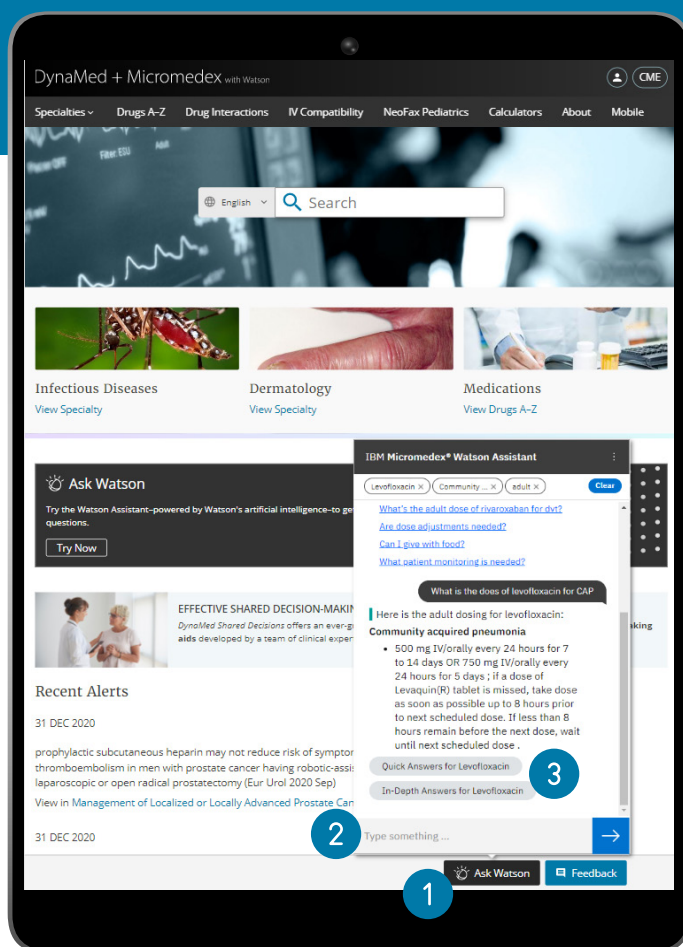 DynaMed + Micromedex with Watson
CME
Specialties
Drugs A–Z
Drug Interactions
IV Compatibility
NeoFax Pediatrics
Calculators
About
Mobile
Filter: ESU
English
Search
Infectious Diseases
View Specialty
Dermatology
View Specialty
Medications
View Drugs A–Z
Ask Watson
Try the Watson Assistant–powered by Watson's artificial intelligence–to ge
questions.
Try Now
EFFECTIVE SHARED DECISION-MAKIN
DynaMed Shared Decisions offers an ever-g
aids developed by a team of clinical exper
aking
Recent Alerts
31 DEC 2020
prophylactic subcutaneous heparin may not reduce risk of sympto
thromboembolism in men with prostate cancer having robotic-assis
laparoscopic or open radical prostatectomy (Eur Urol 2020 Sep)
View in Management of Localized or Locally Advanced Prostate Can
31 DEC 2020
IBM Micromedex® Watson Assistant
Levofloxacin ×
Community ... ×
adult ×
Clear
What's the adult dose of rivaroxaban for dvt?
Are dose adjustments needed?
Can I give with food?
What patient monitoring is needed?
What is the does of levofloxacin for CAP
Here is the adult dosing for levofloxacin:
Community acquired pneumonia
• 500 mg IV/orally every 24 hours for 7
to 14 days OR 750 mg IV/orally every
24 hours for 5 days ; if a dose of
Levaquin(R) tablet is missed, take dose
as soon as possible up to 8 hours prior
to next scheduled dose. If less than 8
hours remain before the next dose, wait
until next scheduled dose .
Quick Answers for Levofloxacin
3
In-Depth Answers for Levofloxacin
2
Type something ...
1
Ask Watson
Feedback